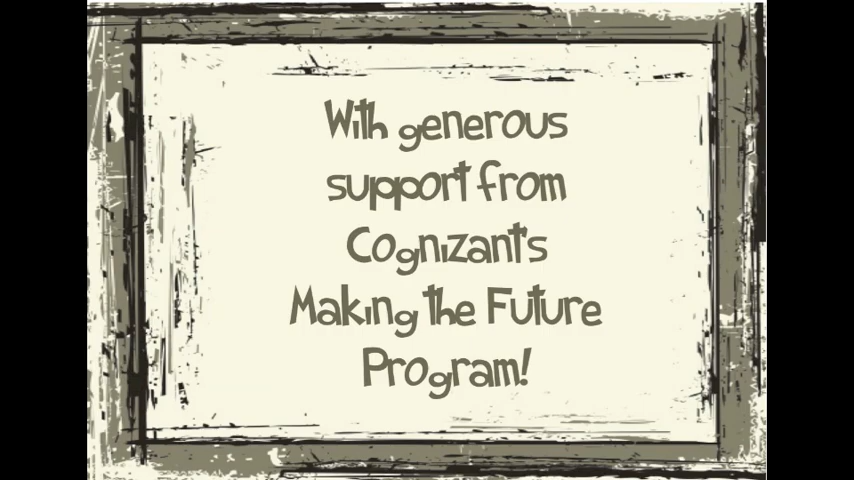 With generous
support from
Cognizant's
Making the Future
Program!